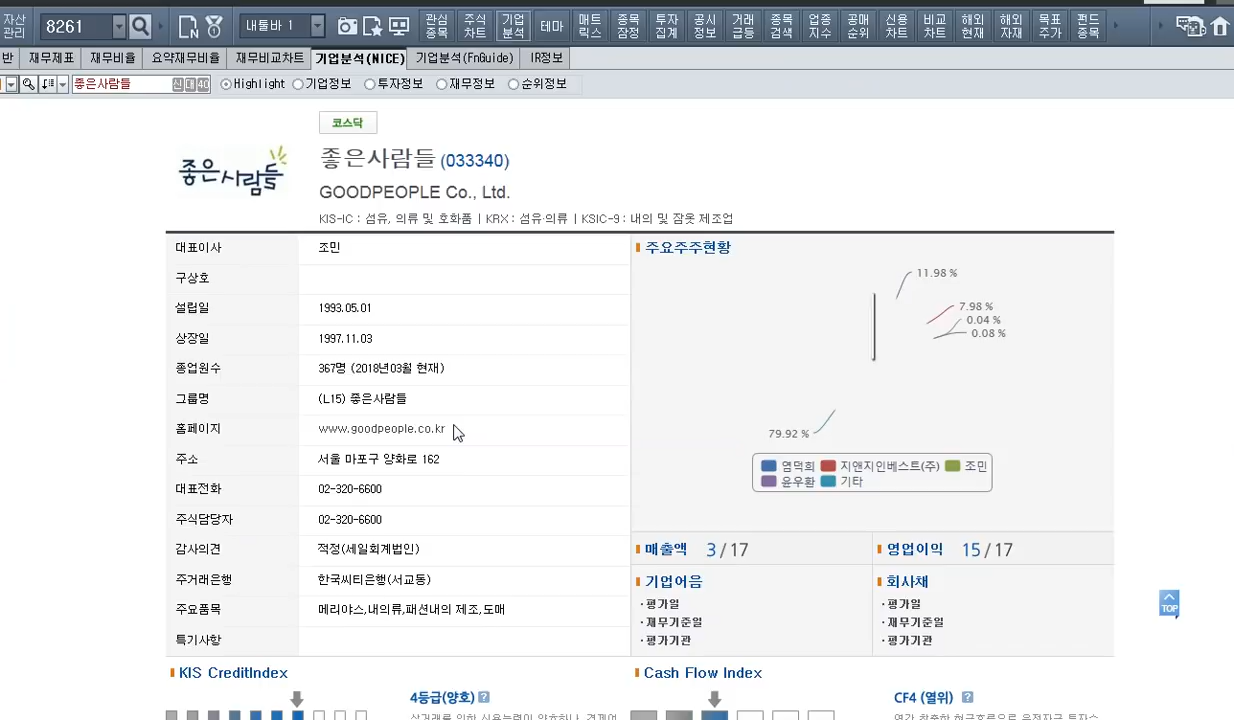 자산 관리 8261 내툴바 1 관심 종목 주식 차트 기업 분석 테마 매트 릭스 종목 잠정 투자 집계 공시 정보 거래 급등 종목 검색 업종 지수 공매 순위 신용 차트 비교 차트 해외 현재 해외 자재 목표 주가 펀드 종목
반 재무제표 재무비율 요약재무비율 재무비교차트 기업분석(NICE) 기업분석(FnGuide) IR정보
좋은사람들 신 대 40 Highlight 기업정보 투자정보 재무정보 순위정보
코스닥
좋은사람들
좋은사람들 (033340)
GOODPEOPLE Co., Ltd.
KIS-IC : 섬유, 의류 및 호화품 | KRX : 섬유·의류 | KSIC-9 : 내의 및 잠옷 제조업
대표이사 조민
구상호
설립일 1993.05.01
상장일 1997.11.03
종업원수 367명 (2018년03월 현재)
그룹명 (L15) 좋은사람들
홈페이지 www.goodpeople.co.kr
주소 서울 마포구 양화로 162
대표전화 02-320-6600
주식담당자 02-320-6600
감사의견 적정(세일회계법인)
주거래은행 한국씨티은행(서교동)
주요품목 메리야스,내의류,패션내의 제조,도매
특기사항
주요주주현황
11.98 %
7.98 %
0.04 %
0.08 %
79.92 %
염덕희 지앤지인베스트(주) 조민
윤우환 기타
매출액 3 / 17 영업이익 15 / 17
기업어음 회사채
·평가일 ·평가일
·재무기준일 ·재무기준일
·평가기관 ·평가기관
TOP
KIS CreditIndex Cash Flow Index
4등급(양호) ? CF4 (열위) ?